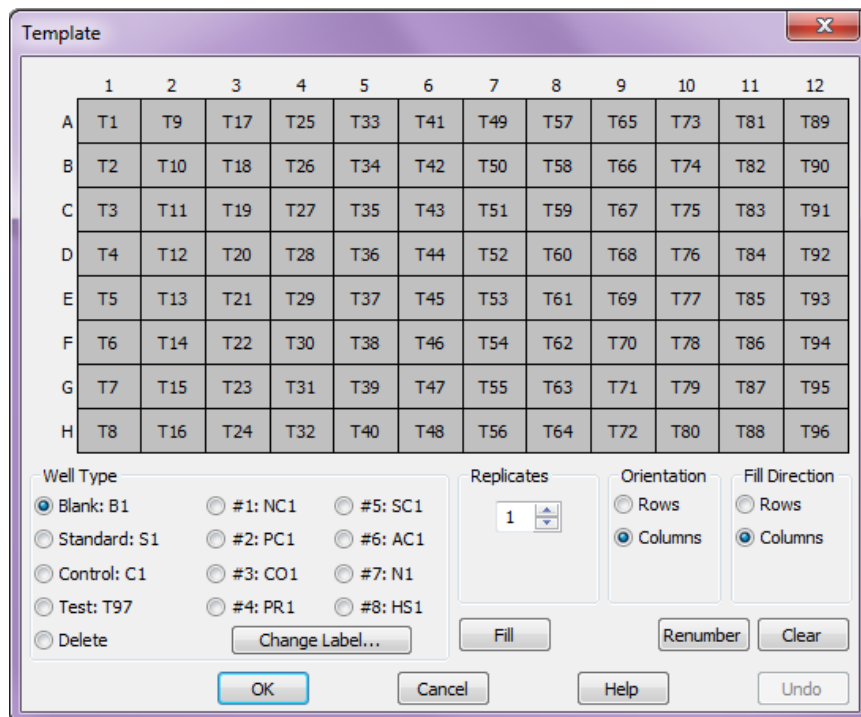 Template
1 2 3 4 5 6 7 8 9 10 11 12
A T1 T9 T17 T25 T33 T41 T49 T57 T65 T73 T81 T89
B T2 T10 T18 T26 T34 T42 T50 T58 T66 T74 T82 T90
C T3 T11 T19 T27 T35 T43 T51 T59 T67 T75 T83 T91
D T4 T12 T20 T28 T36 T44 T52 T60 T68 T76 T84 T92
E T5 T13 T21 T29 T37 T45 T53 T61 T69 T77 T85 T93
F T6 T14 T22 T30 T38 T46 T54 T62 T70 T78 T86 T94
G T7 T15 T23 T31 T39 T47 T55 T63 T71 T79 T87 T95
H T8 T16 T24 T32 T40 T48 T56 T64 T72 T80 T88 T96
Well Type Replicates Orientation Fill Direction
Blank: B1 #1: NC1 #5: SC1 1 Rows Rows
Standard: S1 #2: PC1 #6: AC1 Columns Columns
Control: C1 #3: CO1 #7: N1
Test: T97 #4: PR1 #8: HS1
Delete Change Label... Fill Renumber Clear
OK Cancel Help Undo